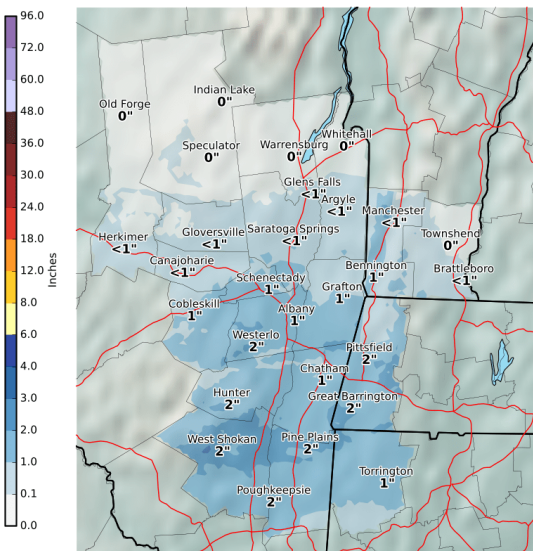 96.0
72.0
60.0
48.0
36.0
30.0
24.0
18.0
12.0
8.0
6.0
4.0
3.0
2.0
1.0
0.1
0.0
Inches
Old Forge
0"
Indian Lake
0"
Speculator
0"
Warrensburg
0"
Whitehall
0"
Glens Falls
<1"
Argyle
<1"
Manchester
<1"
Herkimer
<1"
Gloversville
<1"
Saratoga Springs
<1"
Townshend
0"
Canajoharie
<1"
Schenectady
1"
Bennington
1"
Brattleboro
<1"
Grafton
1"
Cobleskill
1"
Albany
1"
Westerlo
2"
Pittsfield
2"
Chatham
1"
Hunter
2"
Great Barrington
2"
West Shokan
2"
Pine Plains
2"
Torrington
1"
Poughkeepsie
2"